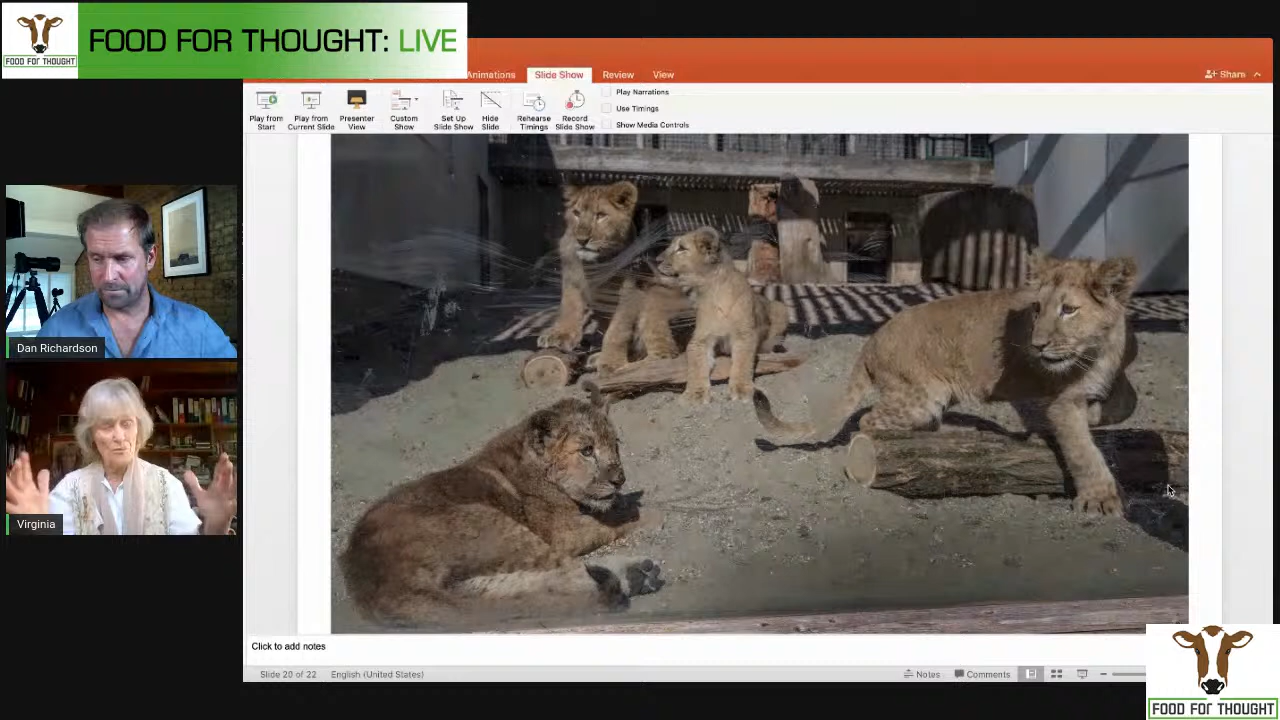 FOOD FOR THOUGHT
FOOD FOR THOUGHT: LIVE
Animations
Slide Show
Review
View
Share
Play from
Start
Play from
Current Slide
Presenter
View
Custom
Show
Set Up
Slide Show
Hide
Slide
Rehearse
Timings
Record
Slide Show
Play Narrations
Use Timings
Show Media Controls
Dan Richardson
Virginia
Click to add notes
Slide 20 of 22
English (United States)
Notes
Comments
FOOD FOR THOUGHT